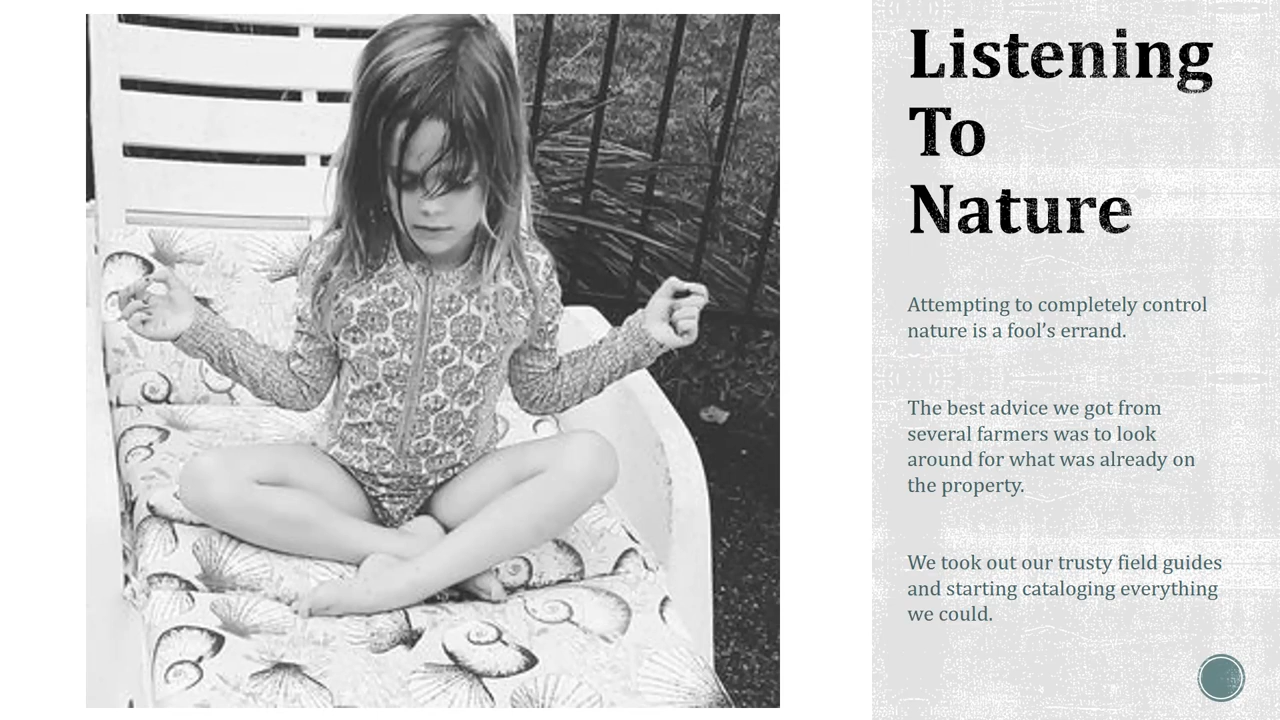 Listening
To
Nature
Attempting to completely control
nature is a fool’s errand.
The best advice we got from
several farmers was to look
around for what was already on
the property.
We took out our trusty field guides
and starting cataloging everything
we could.